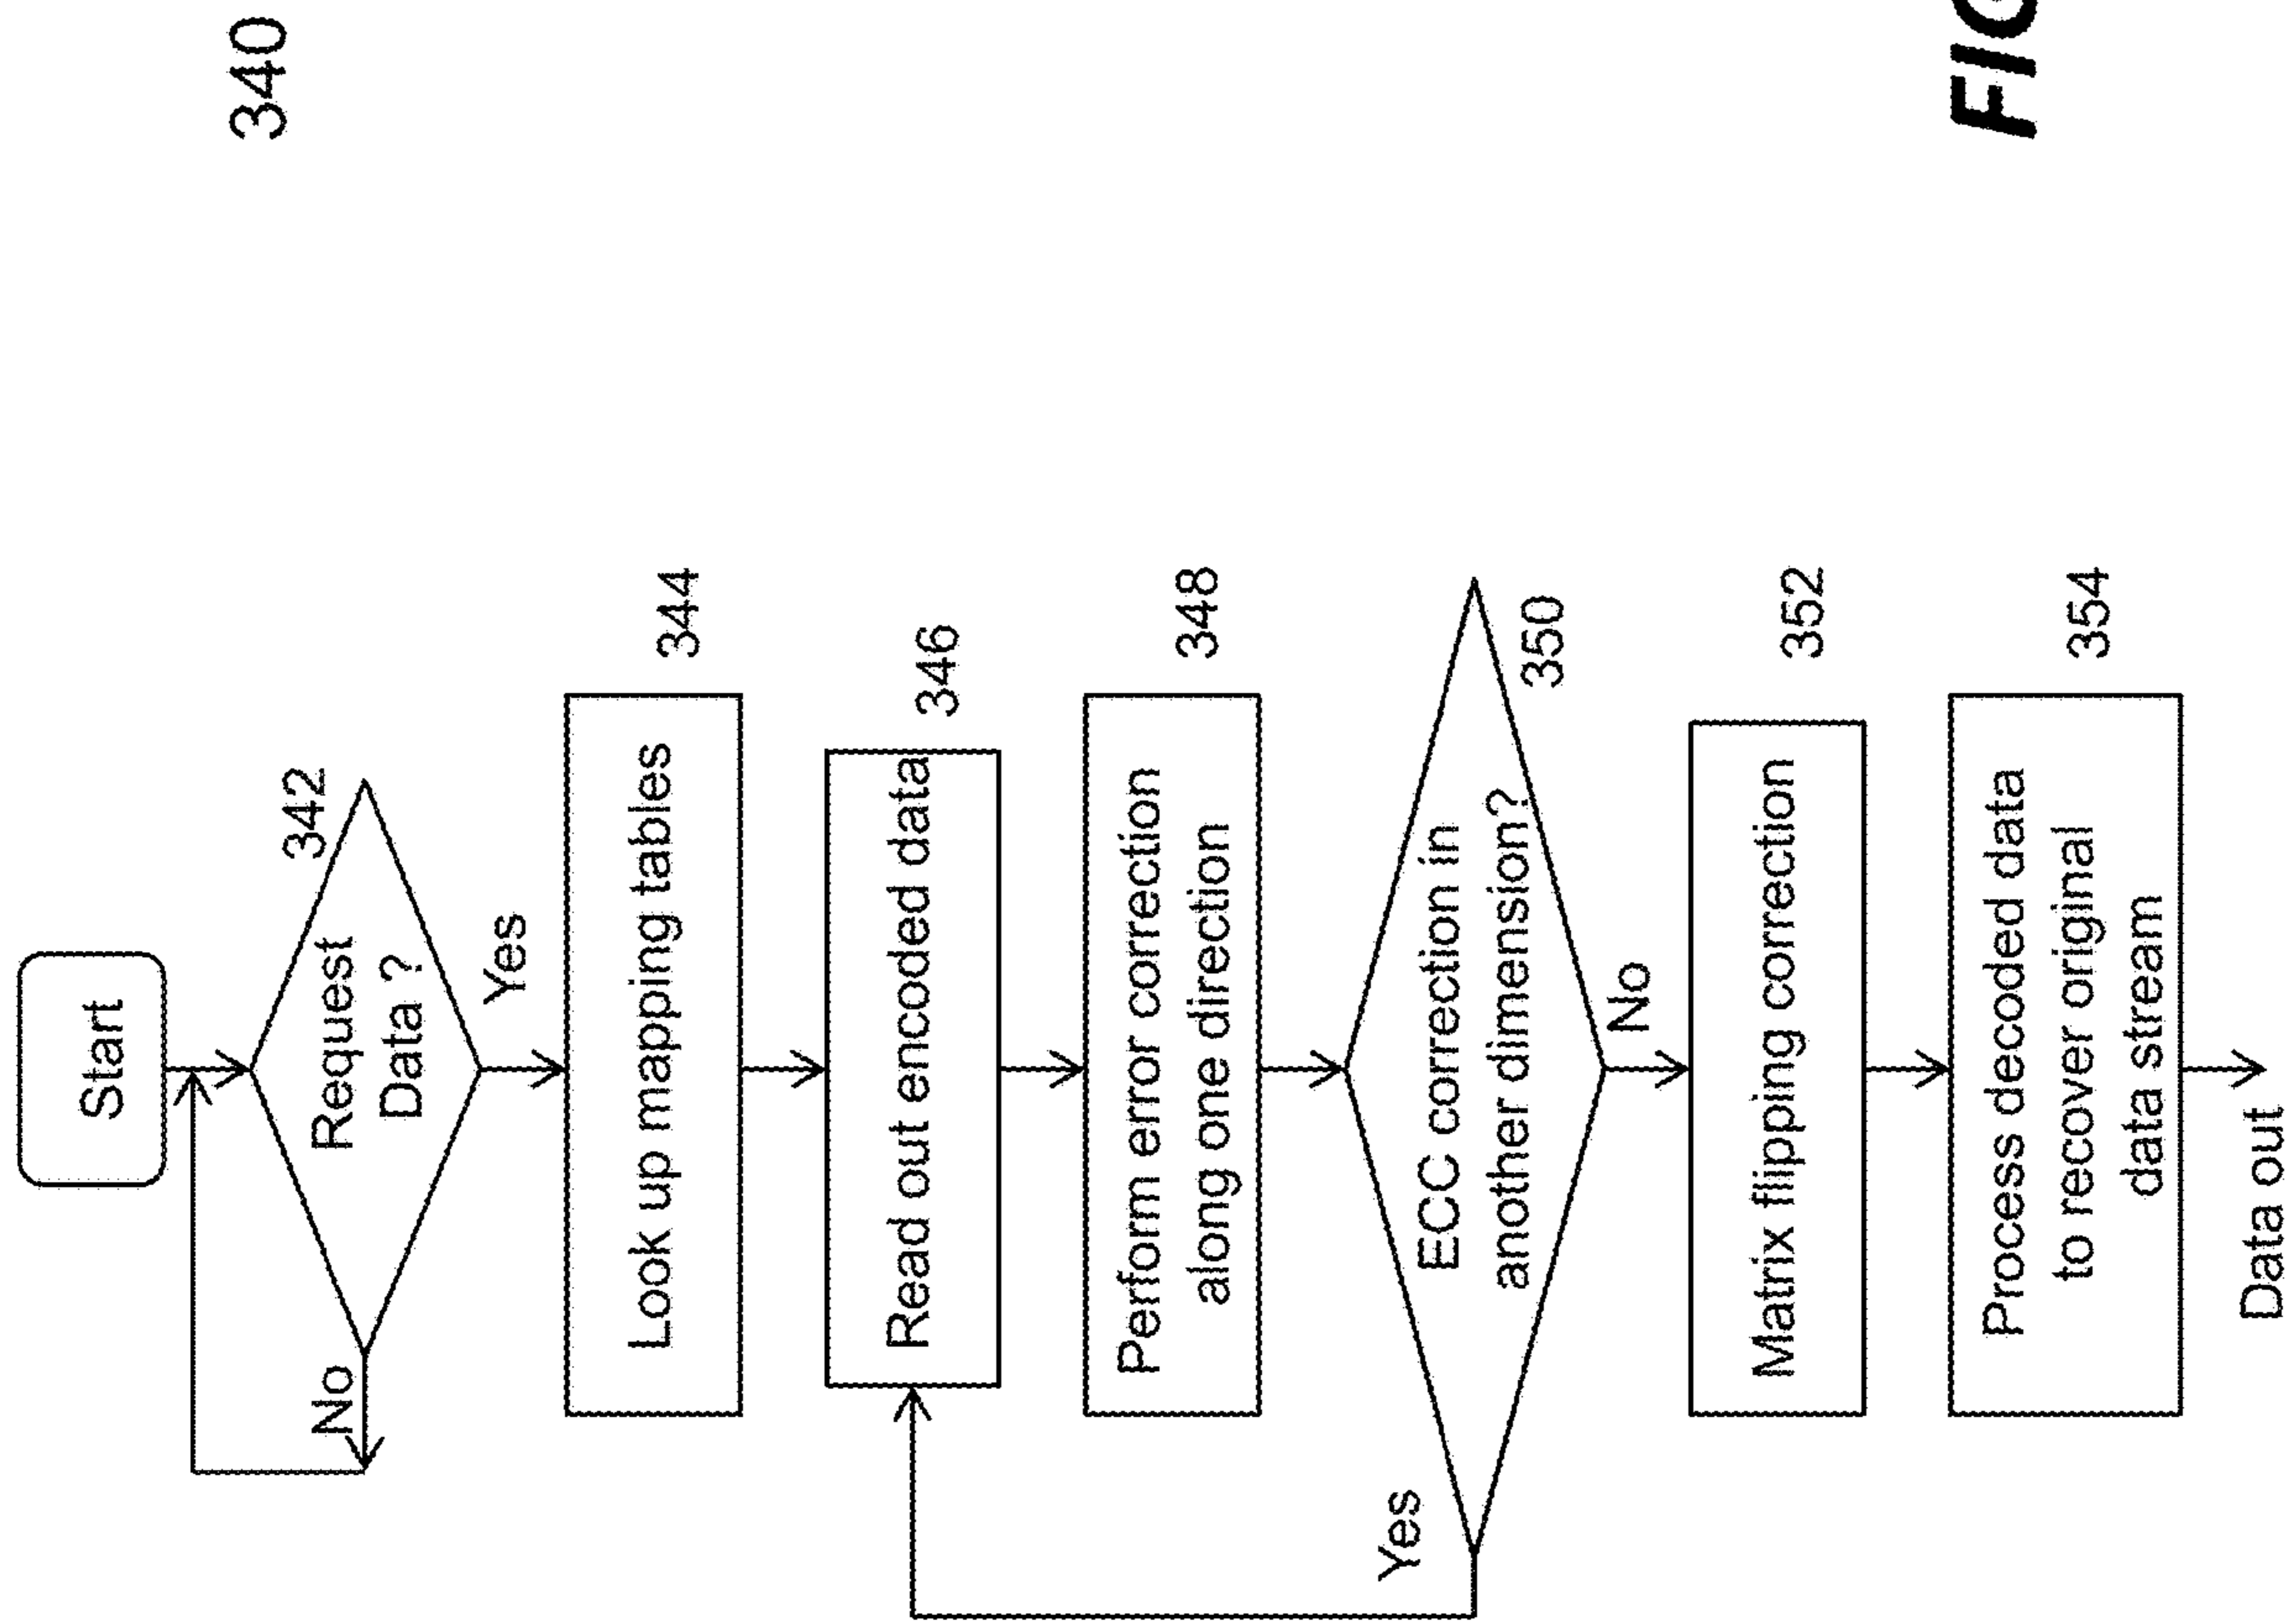 340
Start
342
Request
Data ?
No
Yes
Look up mapping tables
344
Read out encoded data
346
Perform error correction
along one direction
348
ECC correction in
another dimension?
350
Yes
No
Matrix flipping correction
352
Process decoded data
to recover original
data stream
354
Data out